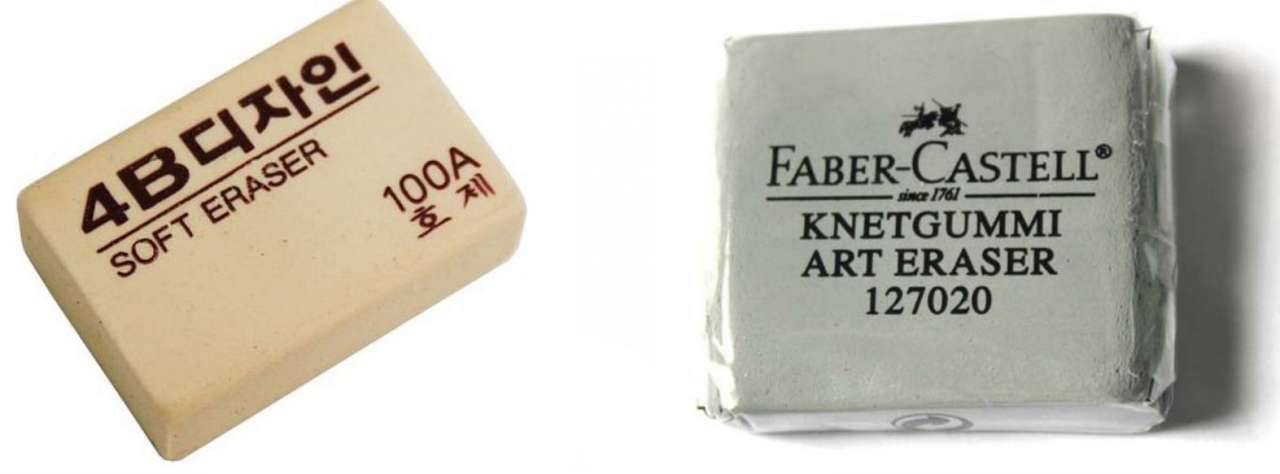 4B디자인
SOFT ERASER
100A
호 제
FABER-CASTELL®
since 1761
KNETGUMMI
ART ERASER
127020